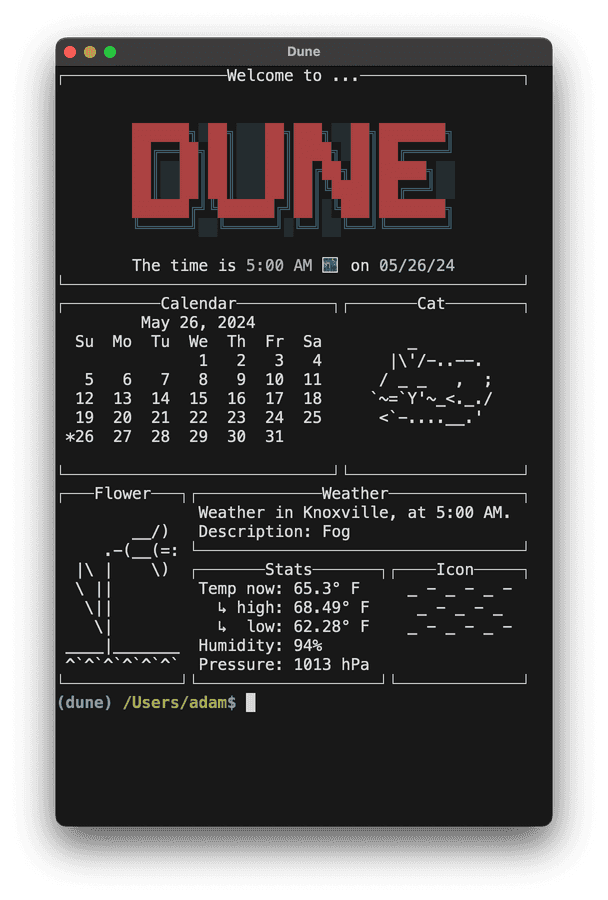 Dune
Welcome to ...
DUNE
The time is 5:00 AM 🌃 on 05/26/24
Calendar
May 26, 2024
Su Mo Tu We Th Fr Sa
1 2 3 4
5 6 7 8 9 10 11
12 13 14 15 16 17 18
19 20 21 22 23 24 25
*26 27 28 29 30 31
Cat
Flower
Weather
Weather in Knoxville, at 5:00 AM.
Description: Fog
Stats
Temp now: 65.3° F
↳ high: 68.49° F
↳ low: 62.28° F
Humidity: 94%
Pressure: 1013 hPa
Icon
(dune) /Users/adam$